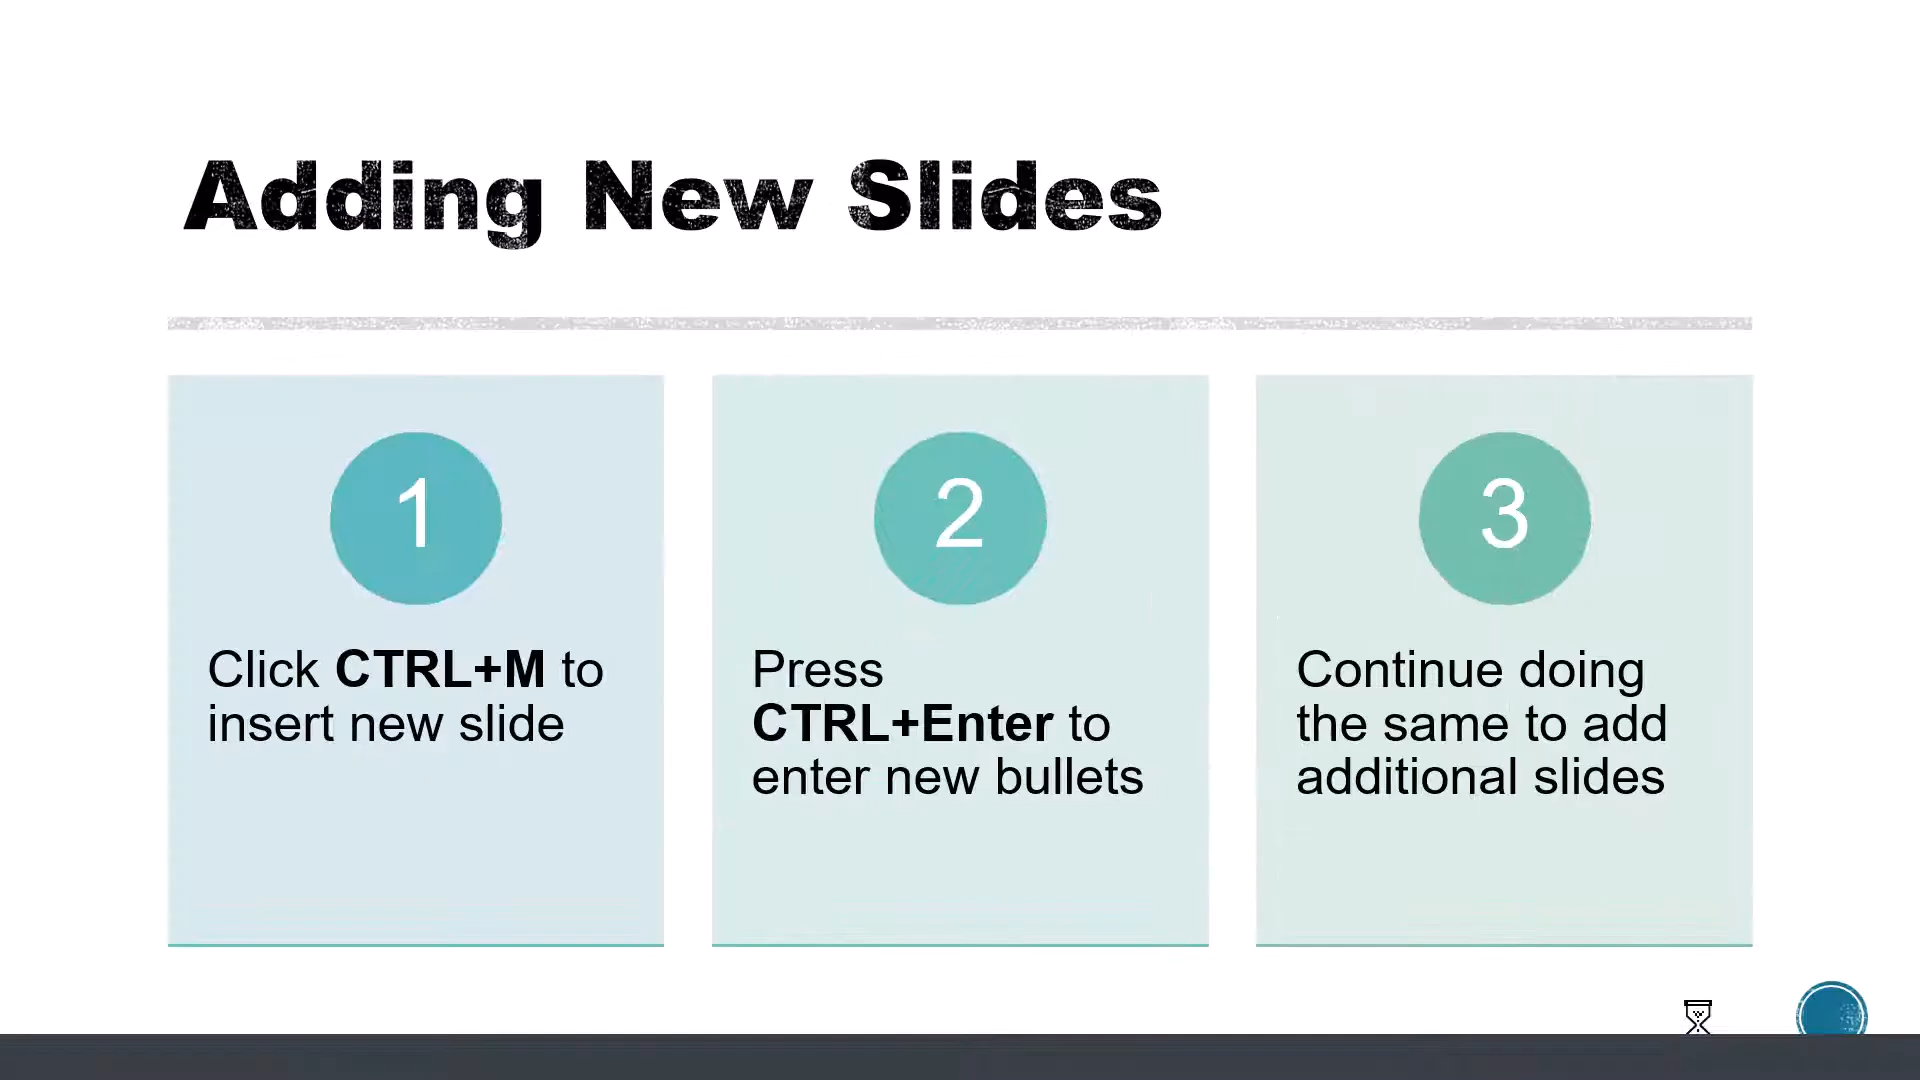 Adding New Slides
1
Click CTRL+M to
insert new slide
2
Press
CTRL+Enter to
enter new bullets
3
Continue doing
the same to add
additional slides